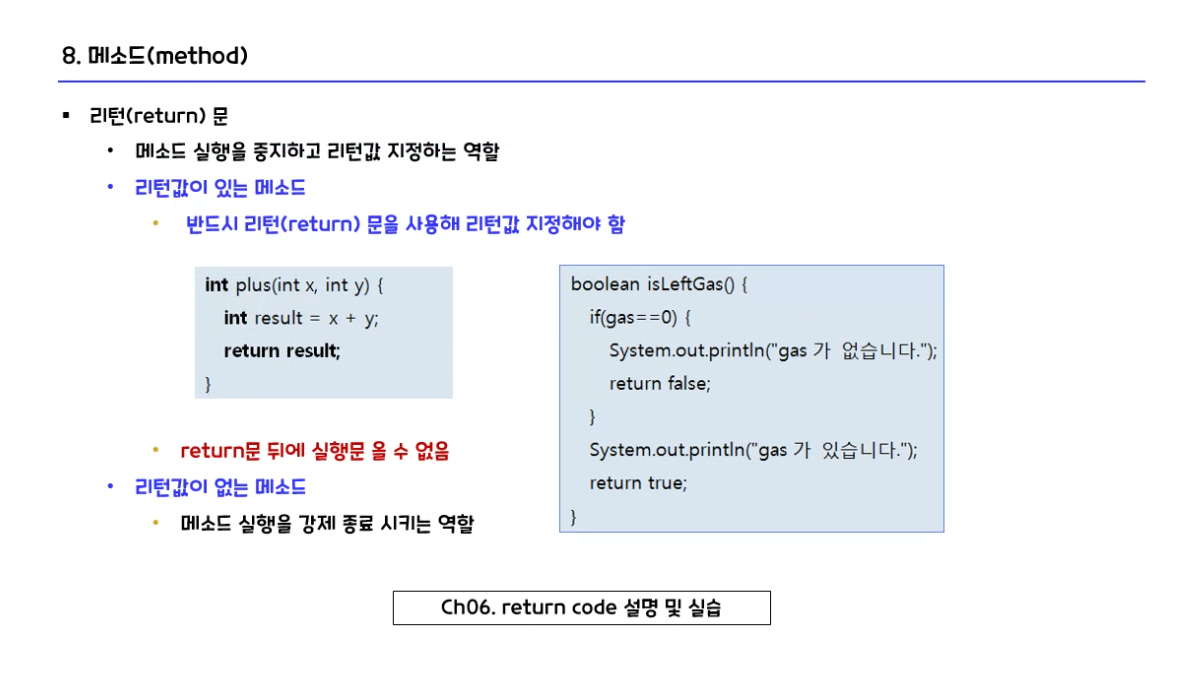 8. 메소드(method)
▪ 리턴(return) 문
• 메소드 실행을 중지하고 리턴값 지정하는 역할
• 리턴값이 있는 메소드
• 반드시 리턴(return) 문을 사용해 리턴값 지정해야 함
int plus(int x, int y) {
int result = x + y;
return result;
}
boolean isLeftGas() {
if(gas==0) {
System.out.println("gas 가 없습니다.");
return false;
}
System.out.println("gas 가 있습니다.");
return true;
}
• return문 뒤에 실행문 올 수 없음
• 리턴값이 없는 메소드
• 메소드 실행을 강제 종료 시키는 역할
Ch06. return code 설명 및 실습